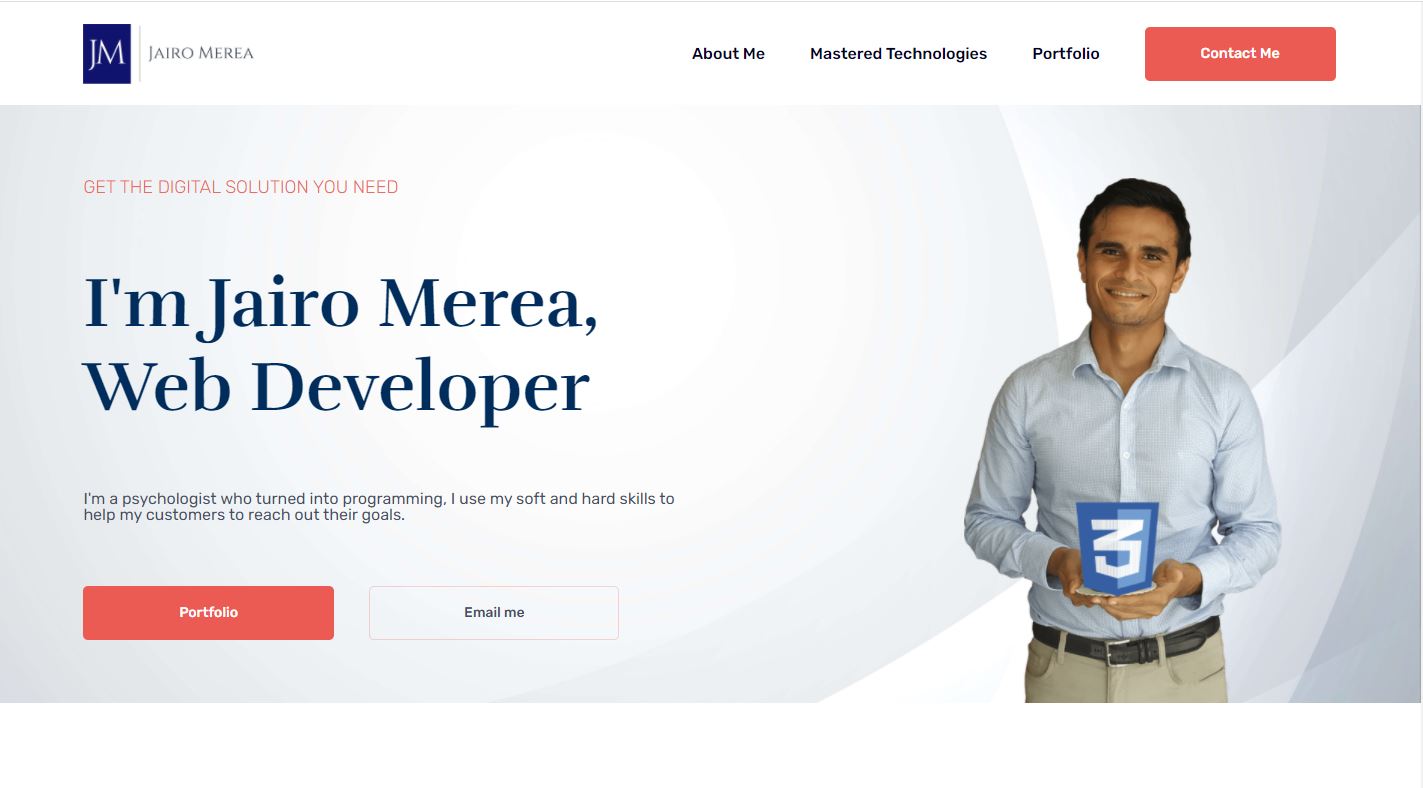 JM
JAIRO MEREA
About Me
Mastered Technologies
Portfolio
Contact Me
GET THE DIGITAL SOLUTION YOU NEED
I'm Jairo Merea,
Web Developer
I'm a psychologist who turned into programming, I use my soft and hard skills to
help my customers to reach out their goals.
3
Portfolio
Email me